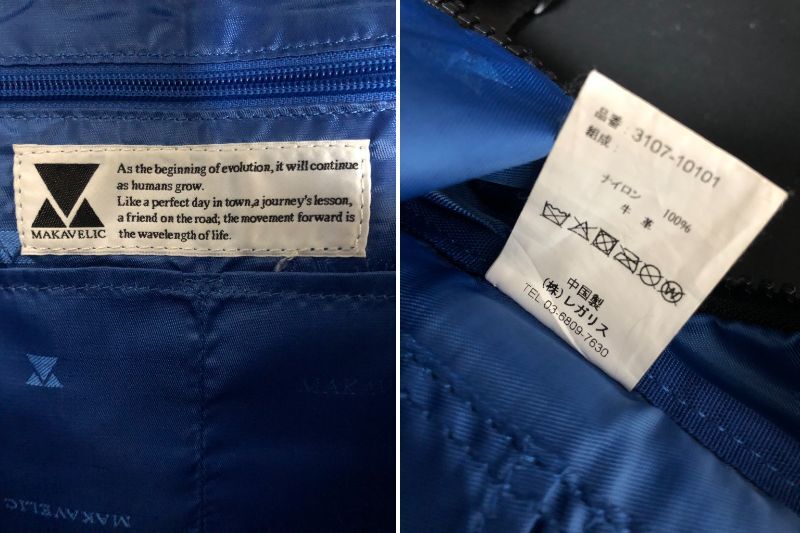 As the beginning of evolution, it will continue
as humans grow.
Like a perfect day in town, a journey's lesson,
a friend on the road; the movement forward is
the wavelength of life.
MAKAVELIC
MAKAVELIC
MAKAVELIC
品番: 3107-10101
組成:
ナイロン 100%
牛革
中国製
(株)レガリス
TEL 03-6809-7630